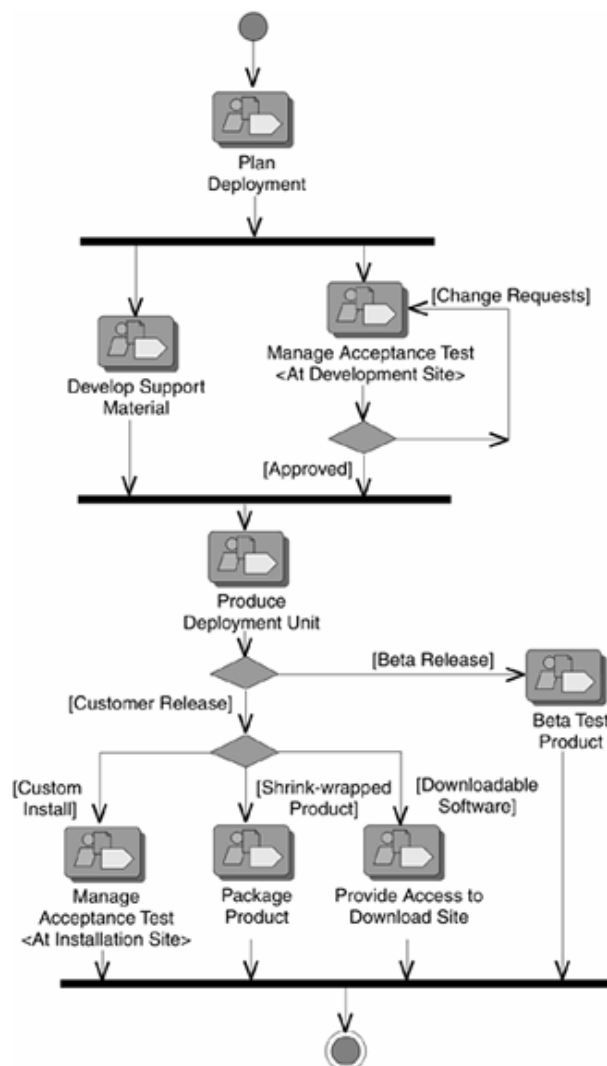 Plan
Deployment
[Change Requests]
Develop Support
Material
Manage Acceptance Test
<At Development Site>
[Approved]
Produce
Deployment Unit
[Beta Release]
[Customer Release]
Beta Test
Product
[Custom
Install]
[Shrink-wrapped
Product]
[Downloadable
Software]
Manage
Acceptance Test
<At Installation Site>
Package
Product
Provide Access to
Download Site